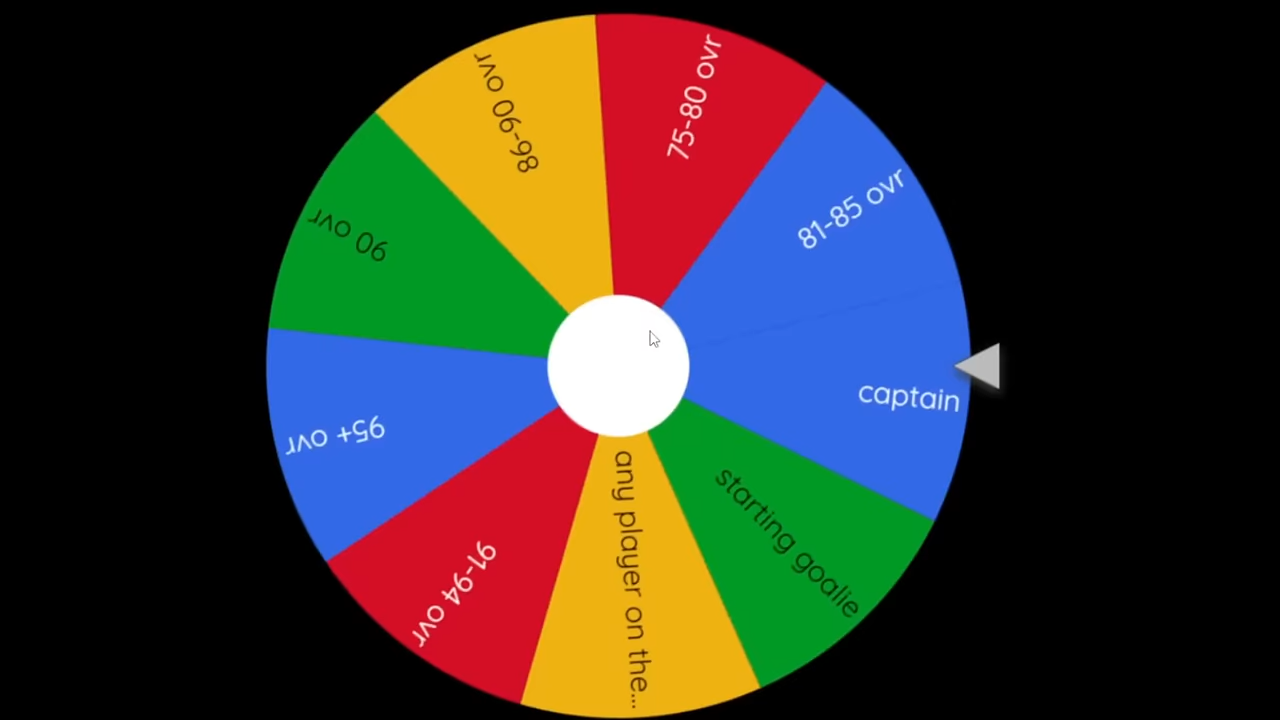 75-80 ovr
81-85 ovr
captain
starting goalie
any player on the...
91-94 ovr
95+ ovr
90 ovr
86-90 ovr